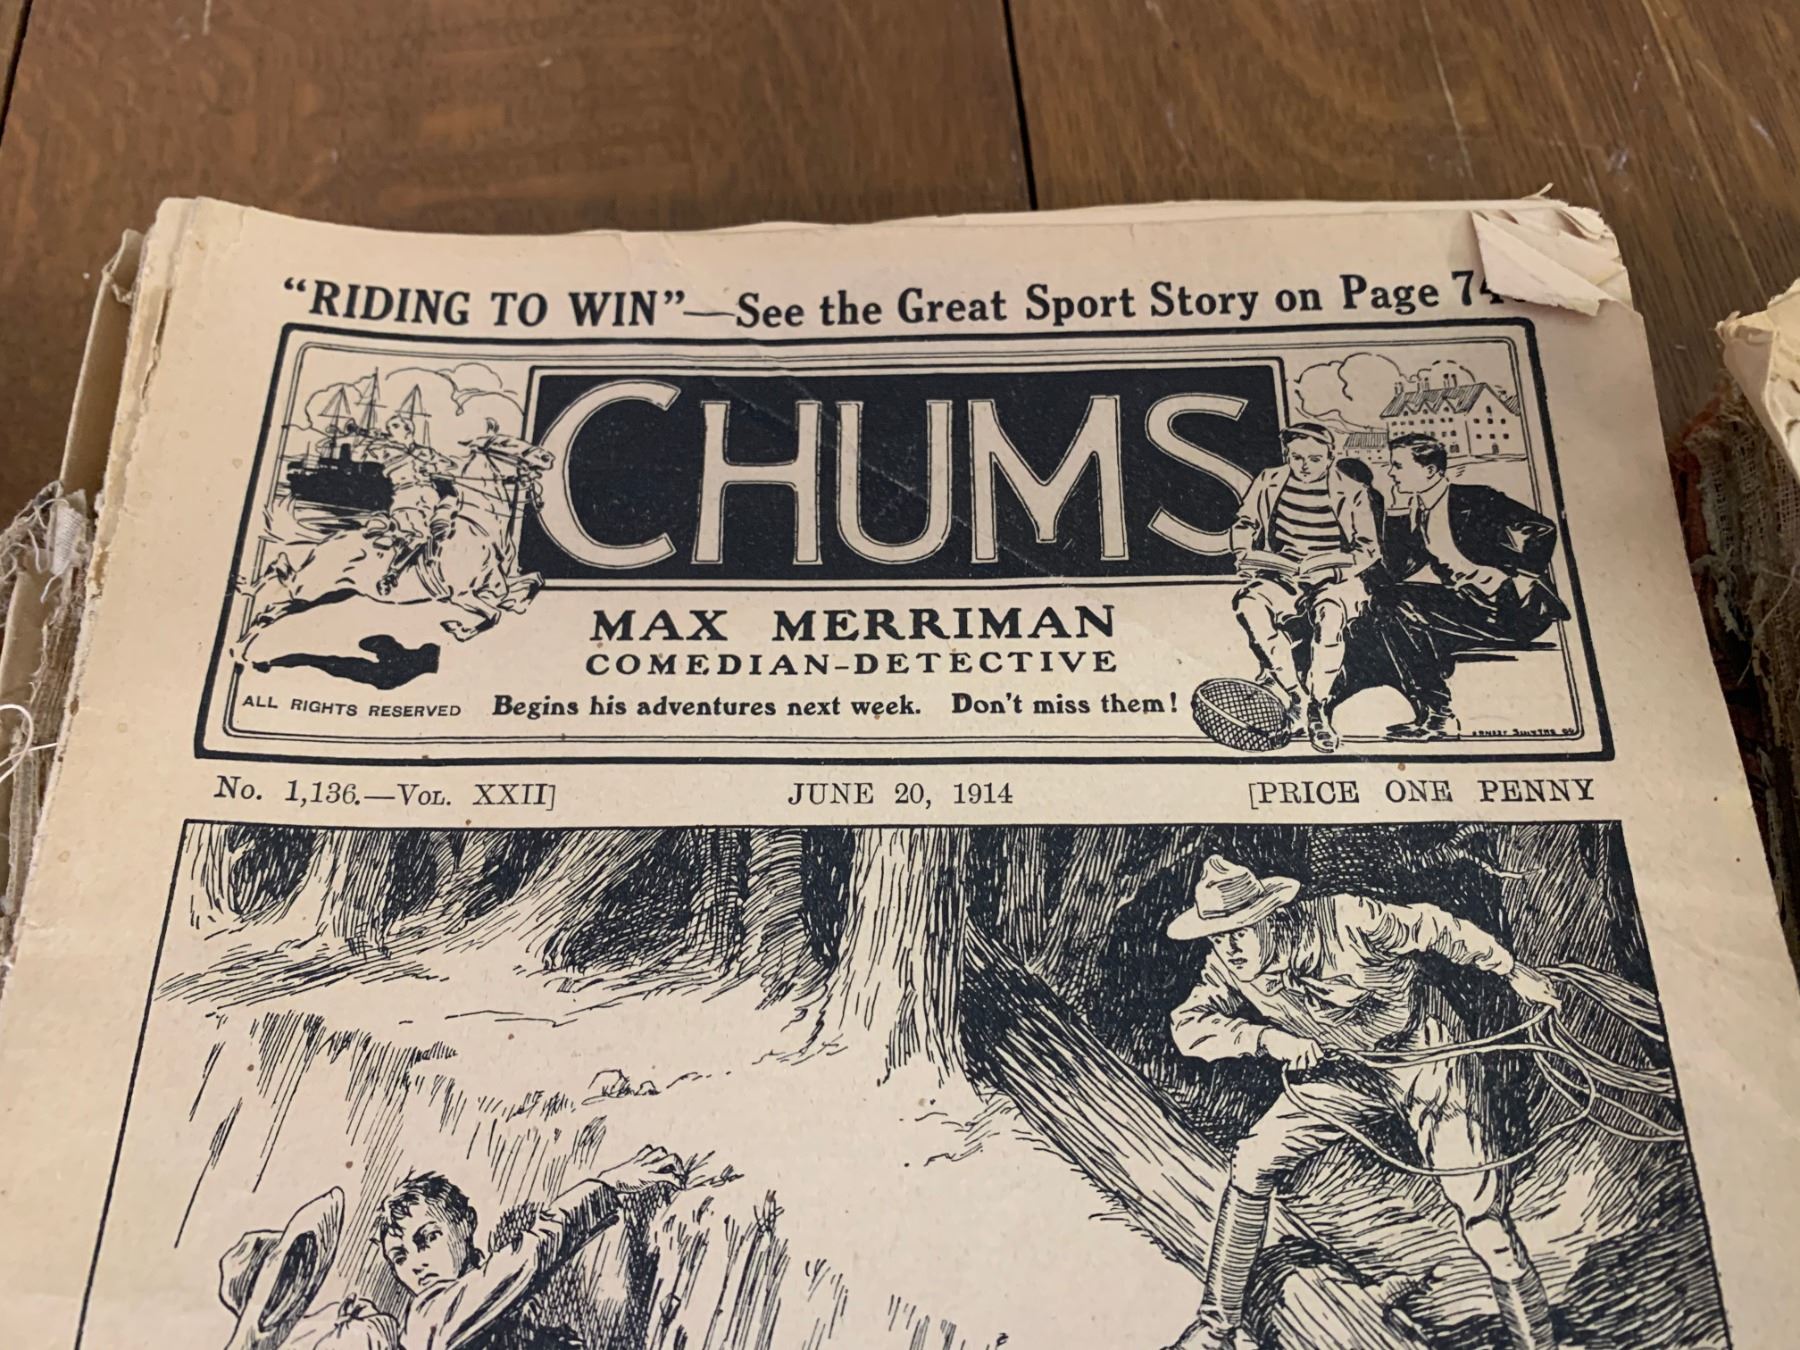 "RIDING TO WIN"—See the Great Sport Story on Page
CHUMS
MAX MERRIMAN
COMEDIAN-DETECTIVE
ALL RIGHTS RESERVED Begins his adventures next week. Don't miss them!
No. 1,136.—Vol. XXII] JUNE 20, 1914 [PRICE ONE PENNY